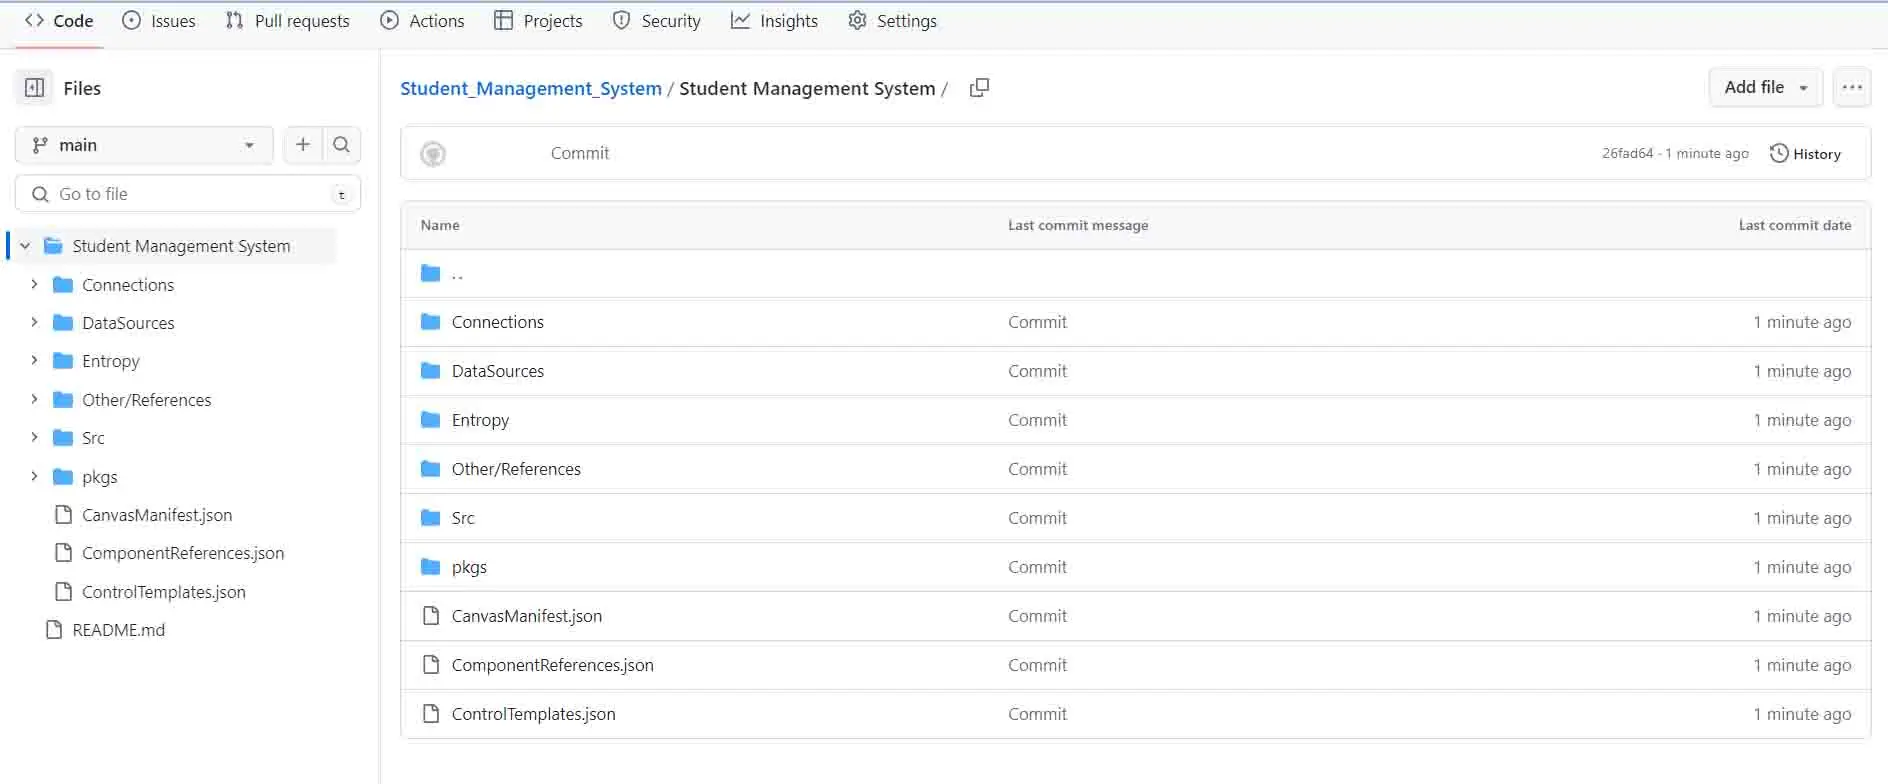 Code Issues Pull requests Actions Projects Security Insights Settings
Files
main
Go to file t
Student Management System
Connections
DataSources
Entropy
Other/References
Src
pkgs
CanvasManifest.json
ComponentReferences.json
ControlTemplates.json
README.md
Student_Management_System / Student Management System /
Add file
Commit 26fad64 - 1 minute ago History
Name Last commit message Last commit date
..
Connections Commit 1 minute ago
DataSources Commit 1 minute ago
Entropy Commit 1 minute ago
Other/References Commit 1 minute ago
Src Commit 1 minute ago
pkgs Commit 1 minute ago
CanvasManifest.json Commit 1 minute ago
ComponentReferences.json Commit 1 minute ago
ControlTemplates.json Commit 1 minute ago